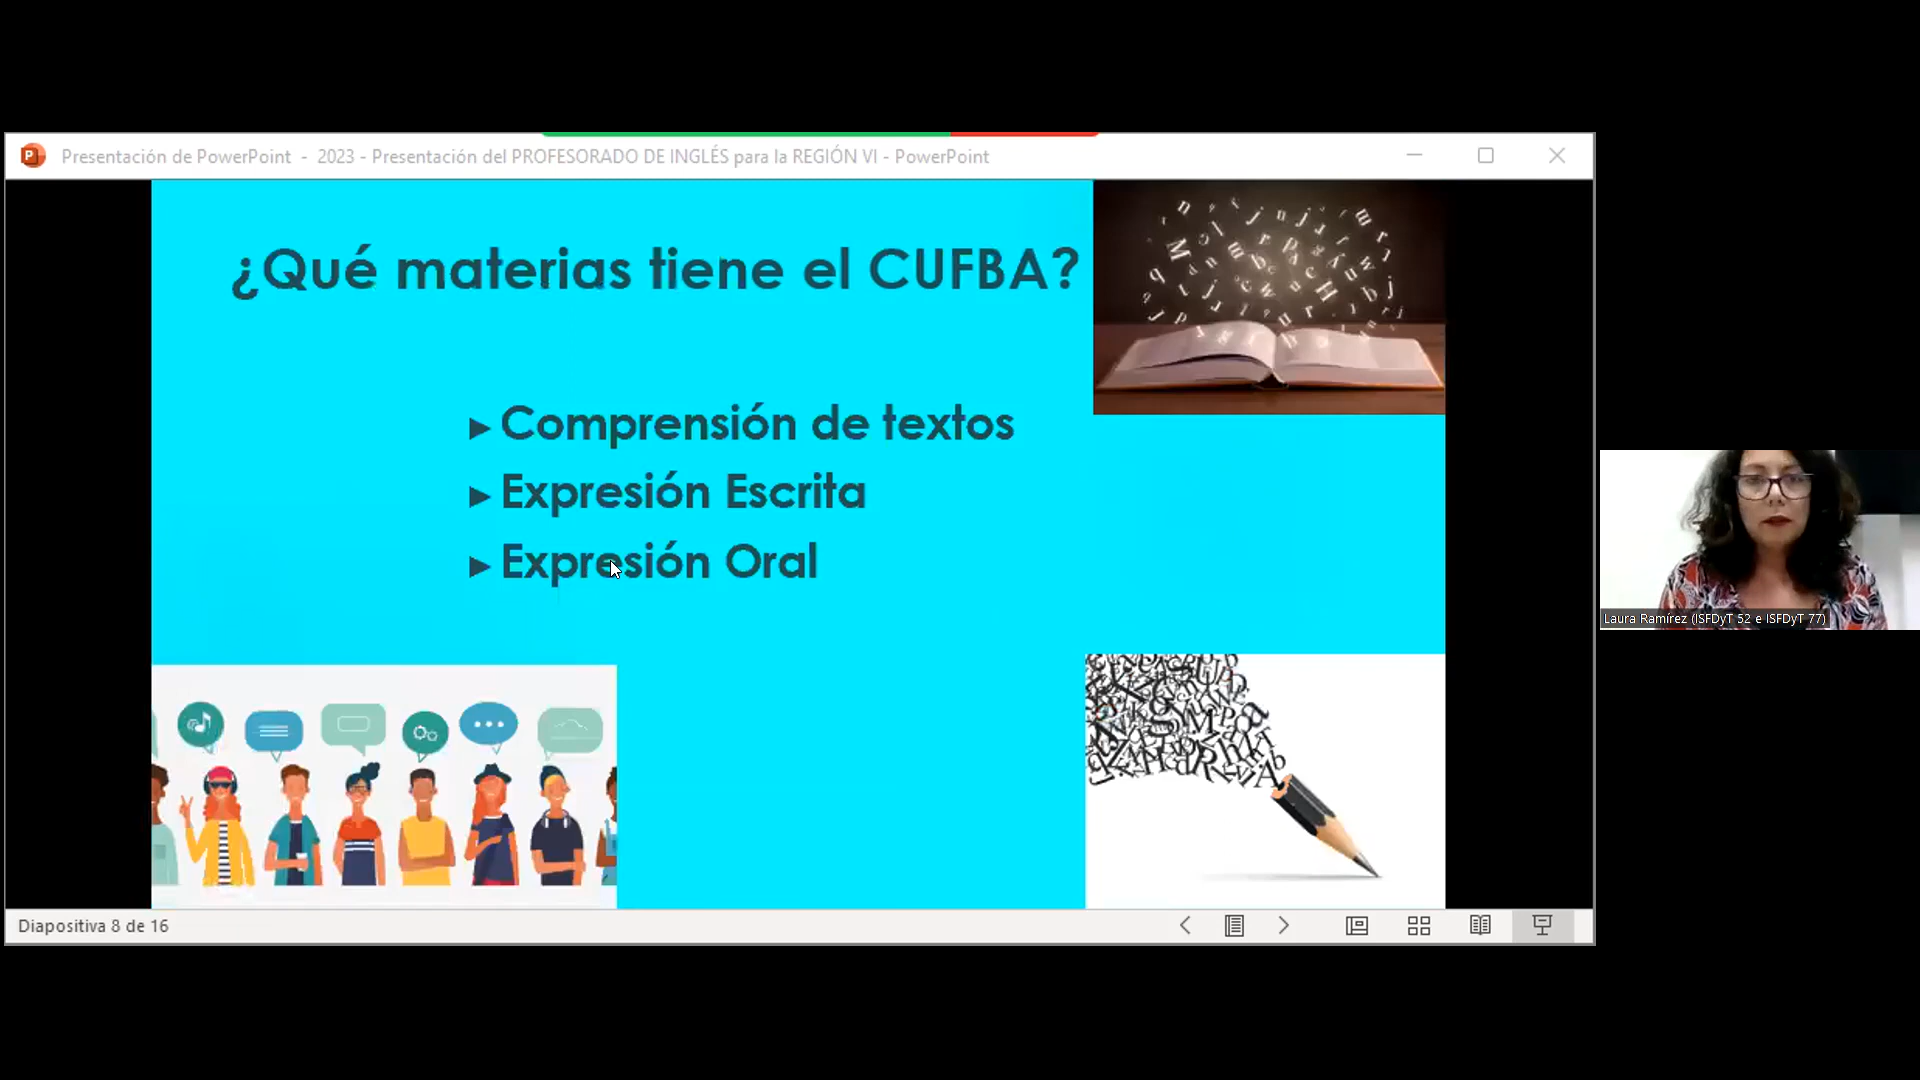 Presentación de PowerPoint - 2023 - Presentación del PROFESORADO DE INGLÉS para la REGIÓN VI - PowerPoint
¿Qué materias tiene el CUFBA?
▸ Comprensión de textos
▸ Expresión Escrita
▸ Expresión Oral
Laura Ramírez (ISFDyT 52 e ISFDyT 77)
Diapositiva 8 de 16